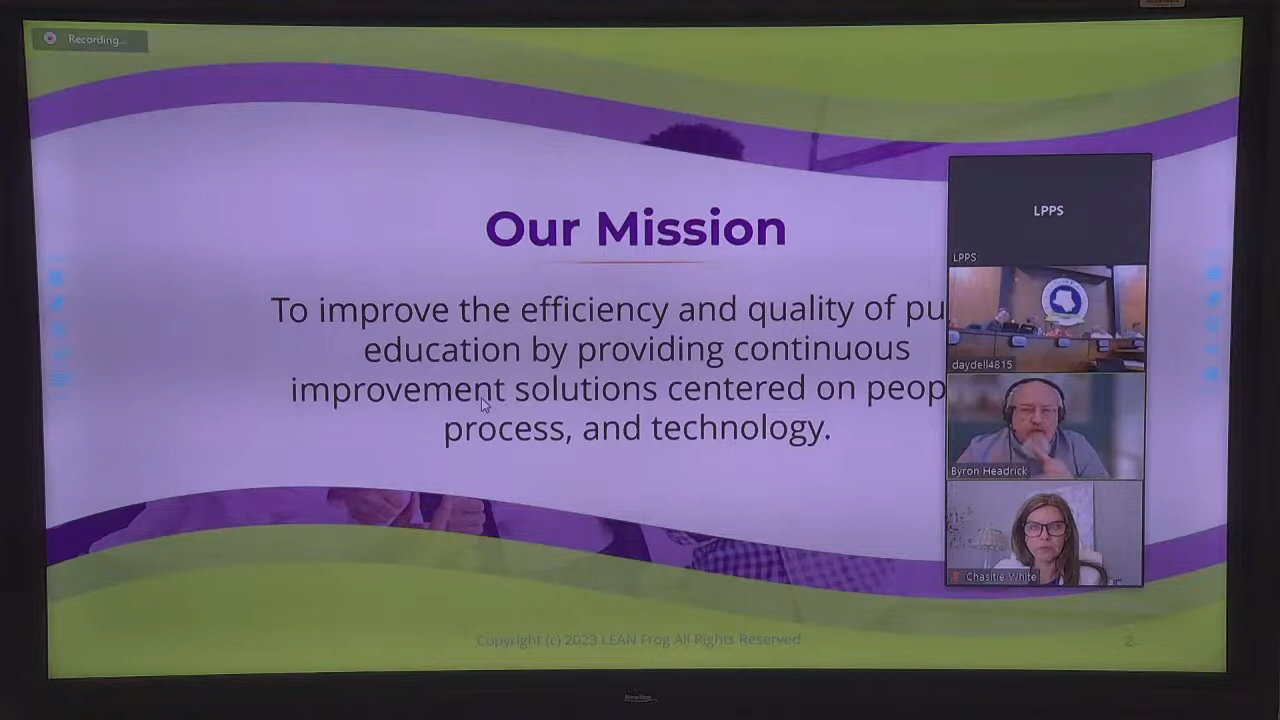 Recording...
Our Mission
To improve the efficiency and quality of pu
education by providing continuous
improvement solutions centered on peop
process, and technology.
LPPS
LPPS
daydell4815
Byron Headrick
Chasitie White
Copyright (c) 2023 LEAN Frog All Rights Reserved
2